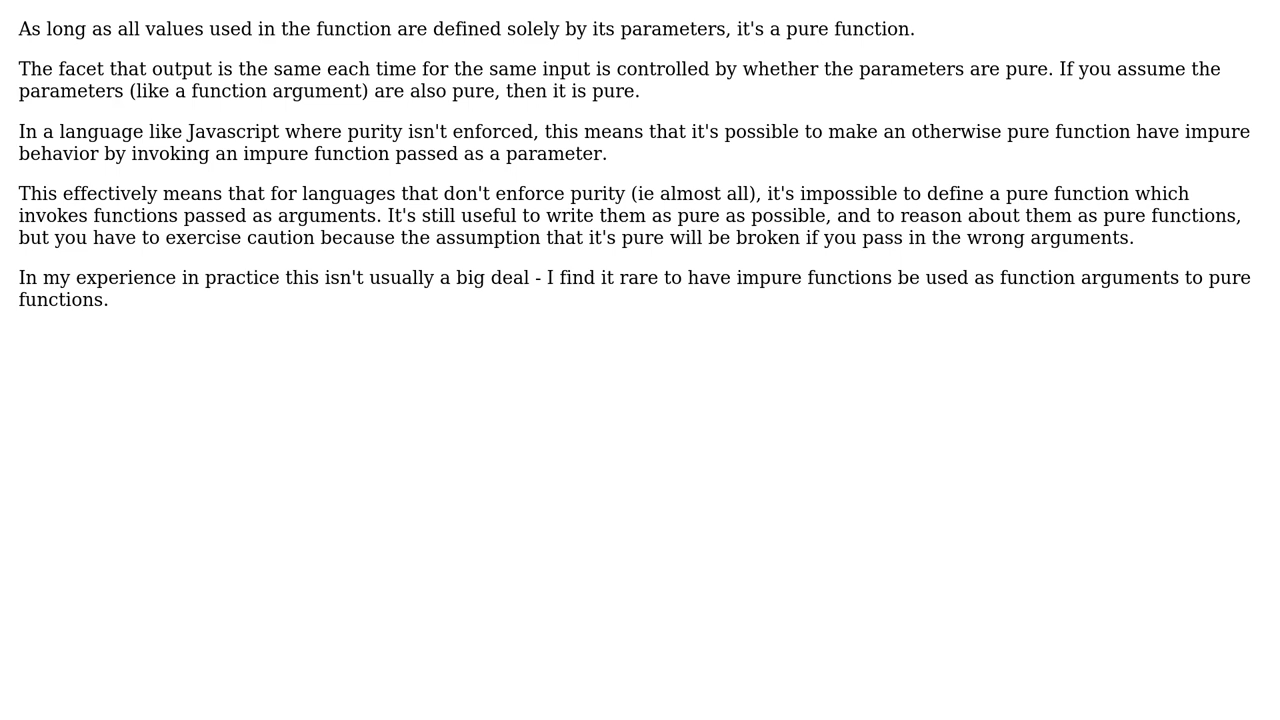 As long as all values used in the function are defined solely by its parameters, it's a pure function.
The facet that output is the same each time for the same input is controlled by whether the parameters are pure. If you assume the
parameters (like a function argument) are also pure, then it is pure.
In a language like Javascript where purity isn't enforced, this means that it's possible to make an otherwise pure function have impure
behavior by invoking an impure function passed as a parameter.
This effectively means that for languages that don't enforce purity (ie almost all), it's impossible to define a pure function which
invokes functions passed as arguments. It's still useful to write them as pure as possible, and to reason about them as pure functions,
but you have to exercise caution because the assumption that it's pure will be broken if you pass in the wrong arguments.
In my experience in practice this isn't usually a big deal - I find it rare to have impure functions be used as function arguments to pure
functions.